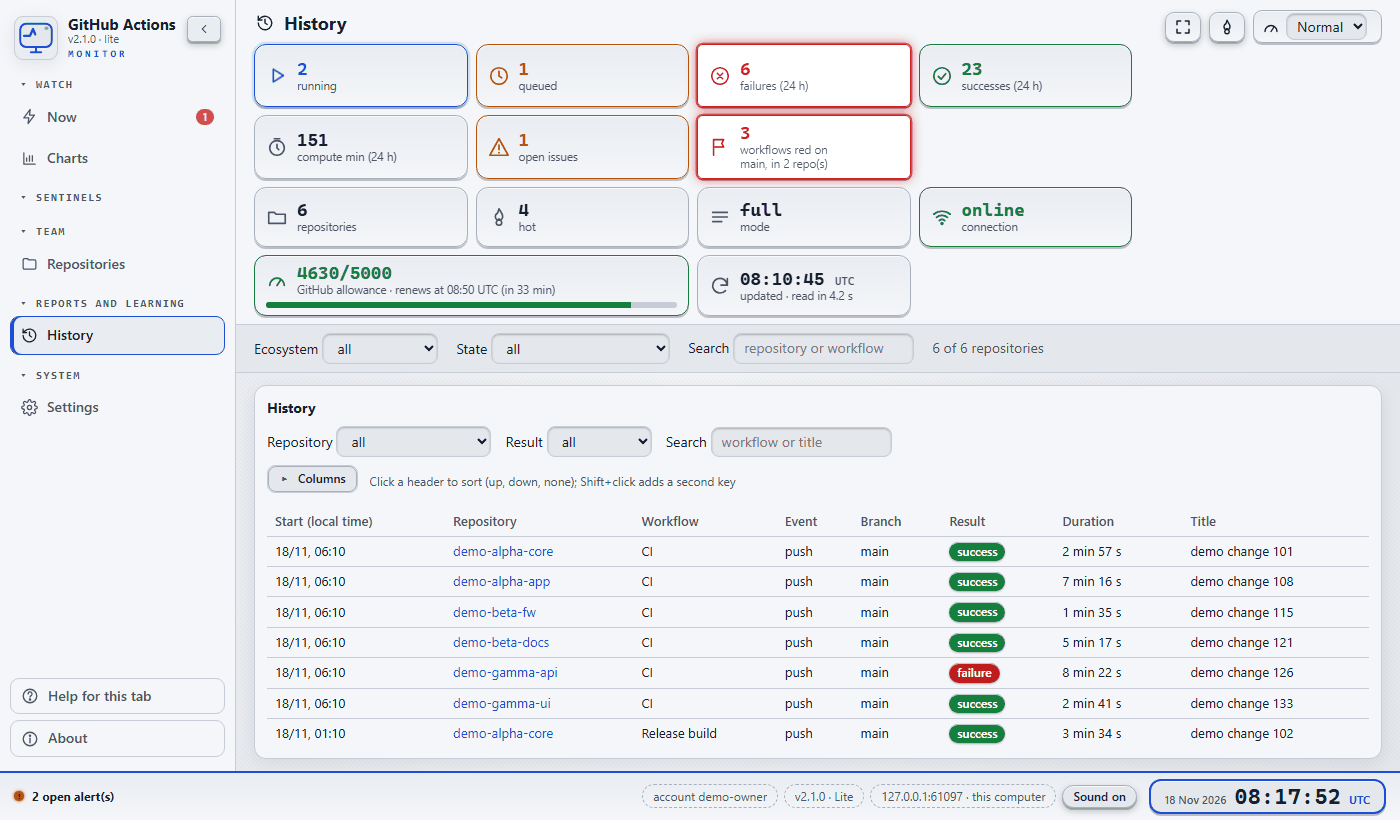 GitHub Actions
v2.1.0 · lite
MONITOR
WATCH
Now 1
Charts
SENTINELS
TEAM
Repositories
REPORTS AND LEARNING
History
SYSTEM
Settings
Help for this tab
About
History
Normal
2
running
1
queued
6
failures (24 h)
23
successes (24 h)
151
compute min (24 h)
1
open issues
3
workflows red on
main, in 2 repo(s)
6
repositories
4
hot
full
mode
online
connection
4630/5000
GitHub allowance · renews at 08:50 UTC (in 33 min)
08:10:45 UTC
updated · read in 4.2 s
Ecosystem all State all Search repository or workflow 6 of 6 repositories
History
Repository all Result all Search workflow or title
Columns Click a header to sort (up, down, none); Shift+click adds a second key
Start (local time) Repository Workflow Event Branch Result Duration Title
18/11, 06:10 demo-alpha-core CI push main success 2 min 57 s demo change 101
18/11, 06:10 demo-alpha-app CI push main success 7 min 16 s demo change 108
18/11, 06:10 demo-beta-fw CI push main success 1 min 35 s demo change 115
18/11, 06:10 demo-beta-docs CI push main success 5 min 17 s demo change 121
18/11, 06:10 demo-gamma-api CI push main failure 8 min 22 s demo change 126
18/11, 06:10 demo-gamma-ui CI push main success 2 min 41 s demo change 133
18/11, 01:10 demo-alpha-core Release build push main success 3 min 34 s demo change 102
2 open alert(s)
account demo-owner v2.1.0 · Lite 127.0.0.1:61097 · this computer Sound on 18 Nov 2026 08:17:52 UTC